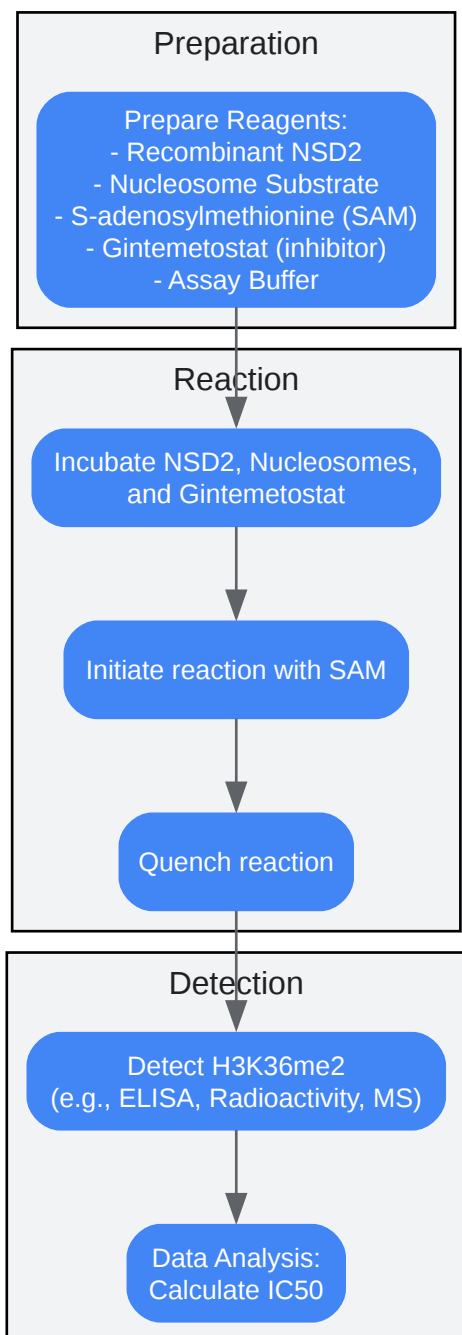 Preparation
Prepare Reagents:
- Recombinant NSD2
- Nucleosome Substrate
- S-adenosylmethionine (SAM)
- Gintemetostat (inhibitor)
- Assay Buffer
Reaction
Incubate NSD2, Nucleosomes,
and Gintemetostat
Initiate reaction with SAM
Quench reaction
Detection
Detect H3K36me2
(e.g., ELISA, Radioactivity, MS)
Data Analysis:
Calculate IC50